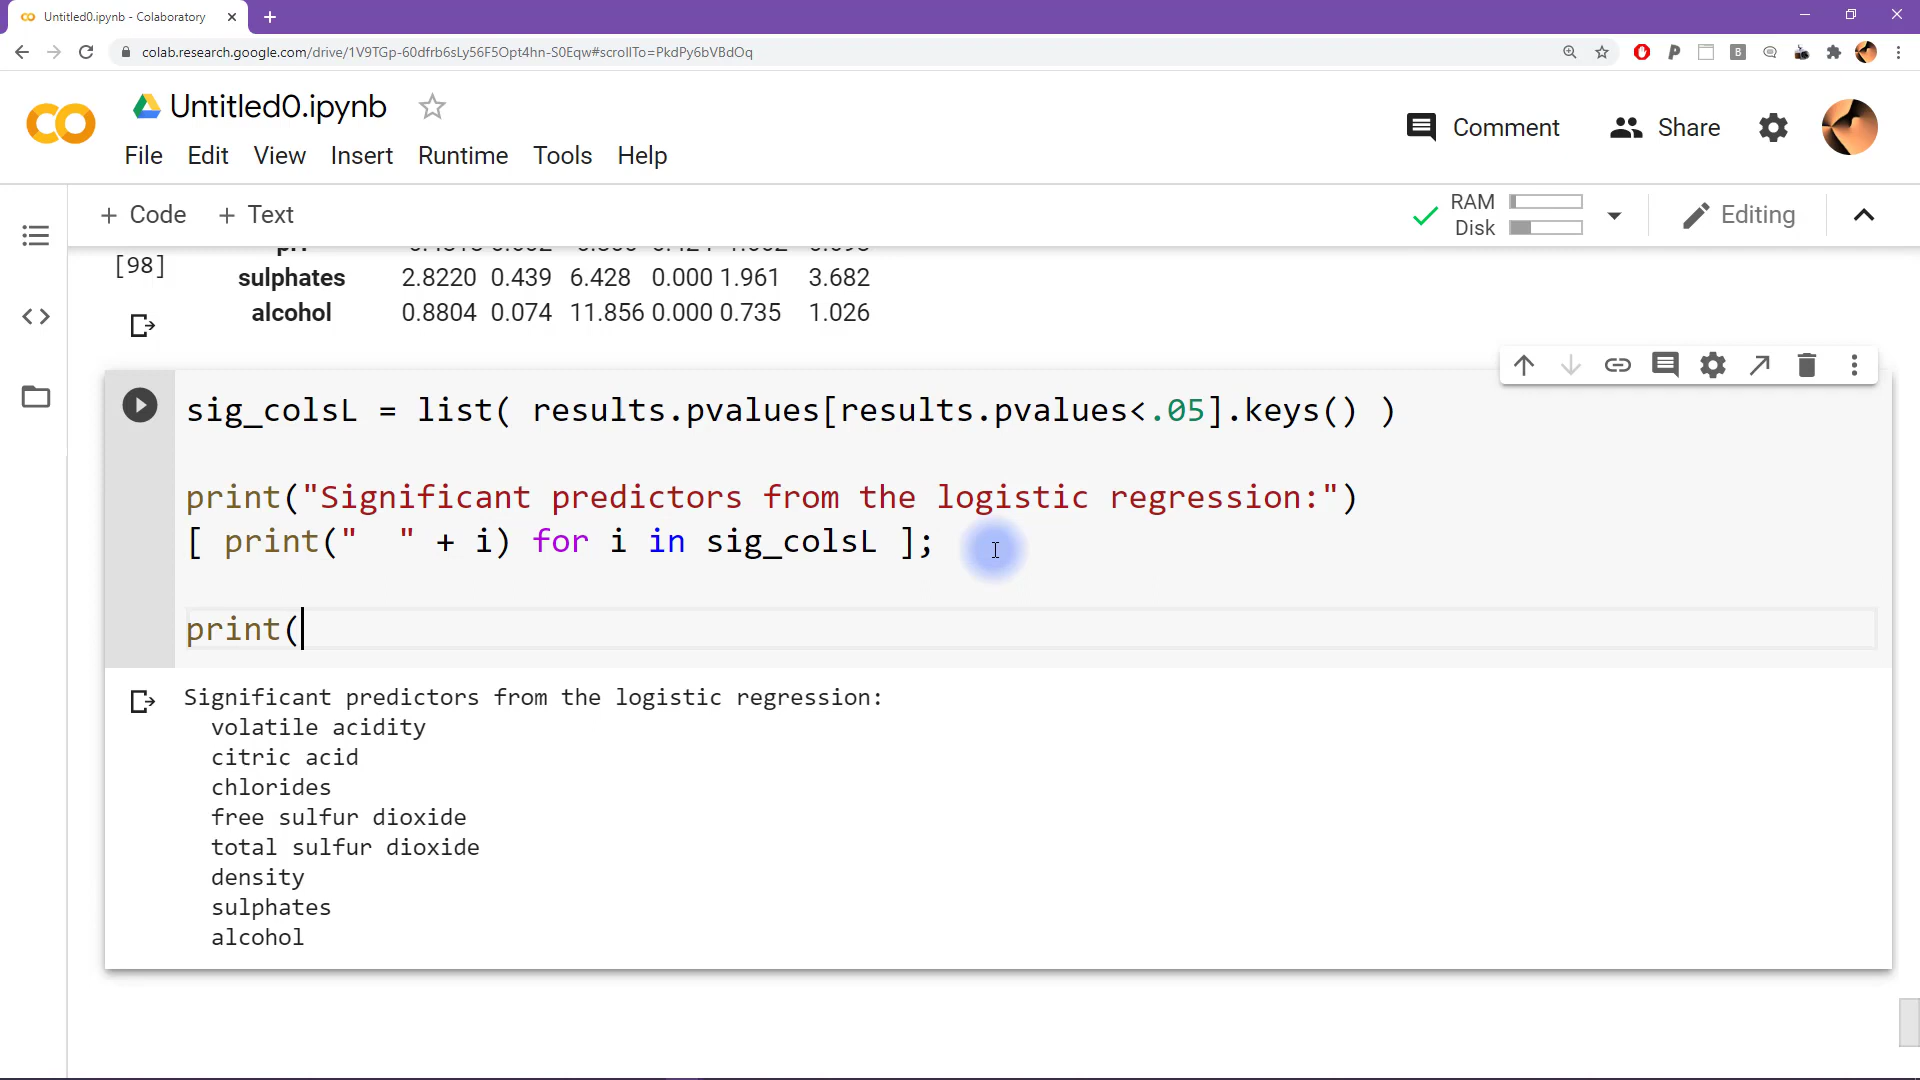 Untitled0.ipynb - Colaboratory
colab.research.google.com/drive/1V9TGp-60dfrb6sLy56F5Opt4hn-S0Eqw#scrollTo=PkdPy6bVBdOq
Untitled0.ipynb
Comment Share
File Edit View Insert Runtime Tools Help
+ Code + Text
RAM
Disk
Editing
[98]
sulphates 2.8220 0.439 6.428 0.000 1.961 3.682
alcohol 0.8804 0.074 11.856 0.000 0.735 1.026
sig_colsL = list( results.pvalues[results.pvalues<.05].keys() )
print("Significant predictors from the logistic regression:")
[ print("  " + i) for i in sig_colsL ];
print(
Significant predictors from the logistic regression:
volatile acidity
citric acid
chlorides
free sulfur dioxide
total sulfur dioxide
density
sulphates
alcohol